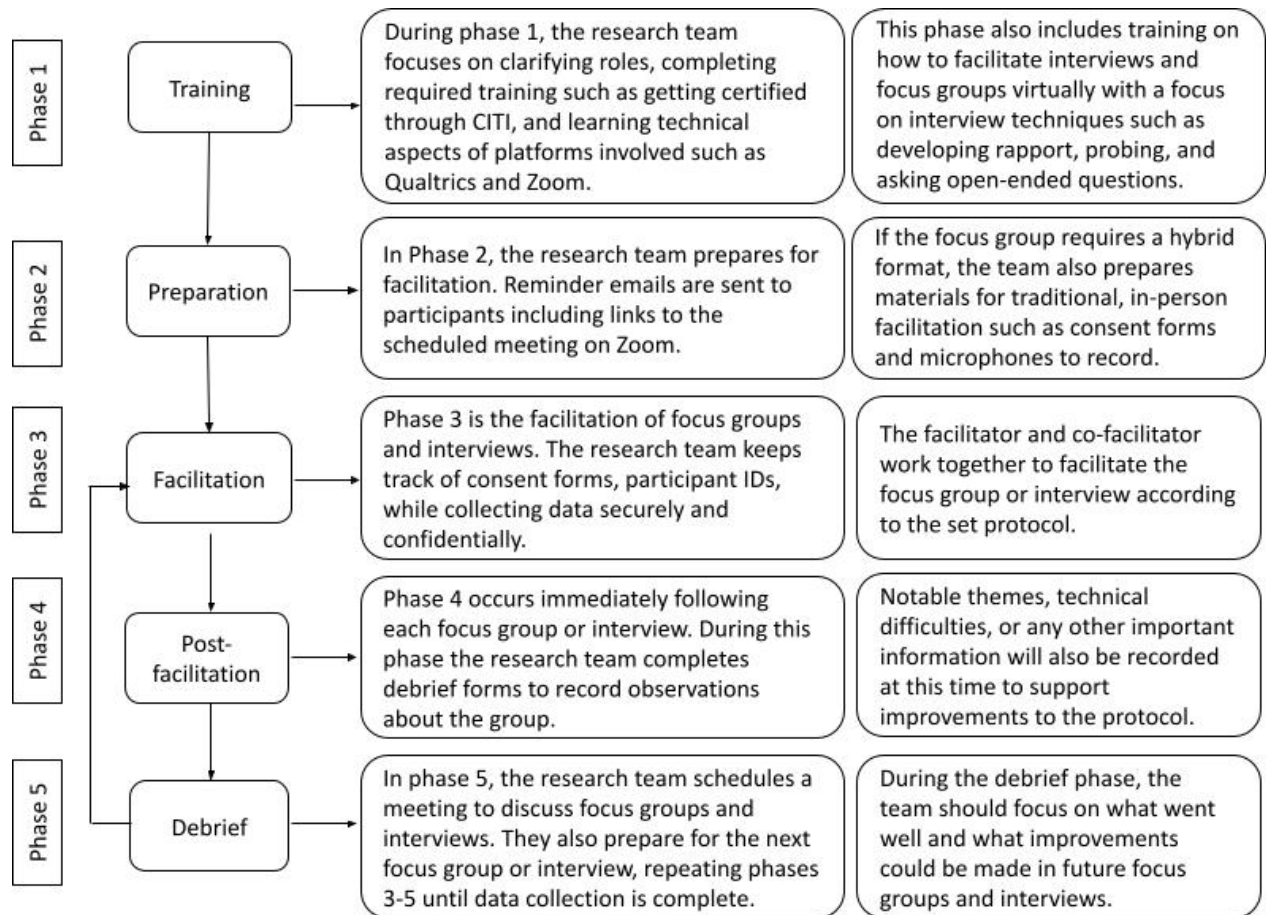 Phase 1
Training
During phase 1, the research team
focuses on clarifying roles, completing
required training such as getting certified
through CITI, and learning technical
aspects of platforms involved such as
Qualtrics and Zoom.
This phase also includes training on
how to facilitate interviews and
focus groups virtually with a focus
on interview techniques such as
developing rapport, probing, and
asking open-ended questions.
Phase 2
Preparation
In Phase 2, the research team prepares for
facilitation. Reminder emails are sent to
participants including links to the
scheduled meeting on Zoom.
If the focus group requires a hybrid
format, the team also prepares
materials for traditional, in-person
facilitation such as consent forms
and microphones to record.
Phase 3
Facilitation
Phase 3 is the facilitation of focus groups
and interviews. The research team keeps
track of consent forms, participant IDs,
while collecting data securely and
confidentially.
The facilitator and co-facilitator
work together to facilitate the
focus group or interview according
to the set protocol.
Phase 4
Post-
facilitation
Phase 4 occurs immediately following
each focus group or interview. During this
phase the research team completes
debrief forms to record observations
about the group.
Notable themes, technical
difficulties, or any other important
information will also be recorded
at this time to support
improvements to the protocol.
Phase 5
Debrief
In phase 5, the research team schedules a
meeting to discuss focus groups and
interviews. They also prepare for the next
focus group or interview, repeating phases
3-5 until data collection is complete.
During the debrief phase, the
team should focus on what went
well and what improvements
could be made in future focus
groups and interviews.